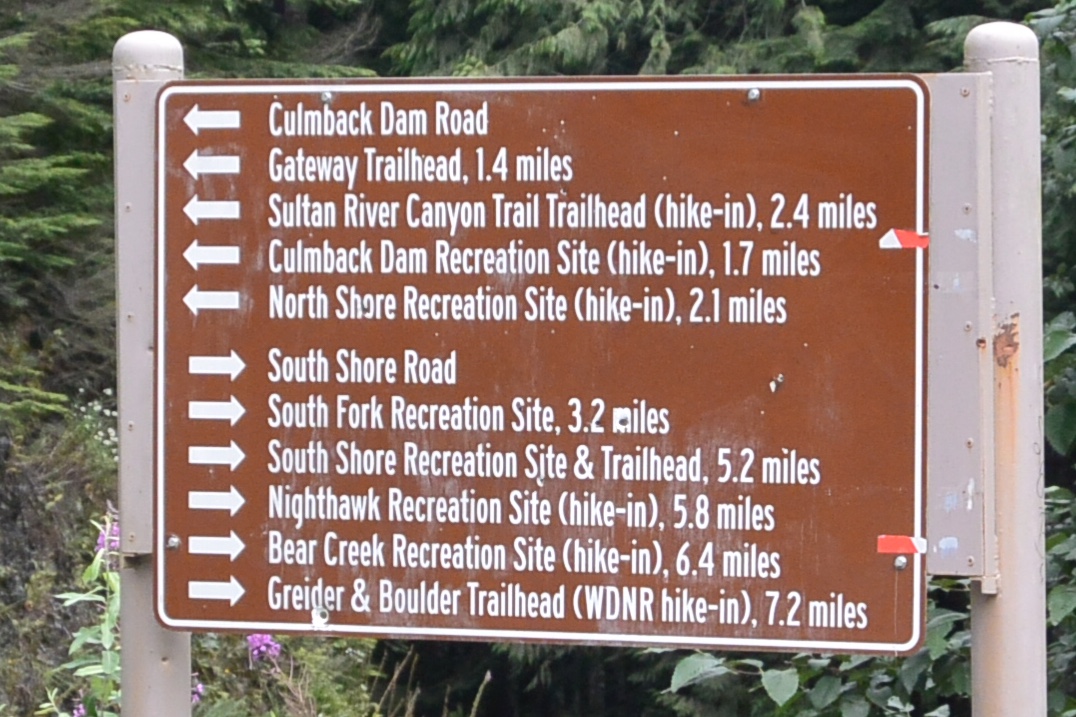 Culmback Dam Road
Gateway Trailhead, 1.4 miles
Sultan River Canyon Trail Trailhead (hike-in), 2.4 miles
Culmback Dam Recreation Site (hike-in), 1.7 miles
North Shore Recreation Site (hike-in), 2.1 miles
South Shore Road
South Fork Recreation Site, 3.2 miles
South Shore Recreation Site & Trailhead, 5.2 miles
Nighthawk Recreation Site (hike-in), 5.8 miles
Bear Creek Recreation Site (hike-in), 6.4 miles
Greider & Boulder Trailhead (WDNR hike-in), 7.2 miles